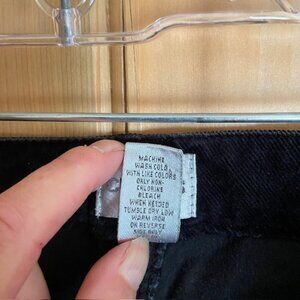 MACHINE
WASH COLD
WITH LIKE COLORS
ONLY NON-
CHLORINE
BLEACH
WHEN NEEDED
TUMBLE DRY LOW
WARM IRON
ON REVERSE
SIDE ONLY